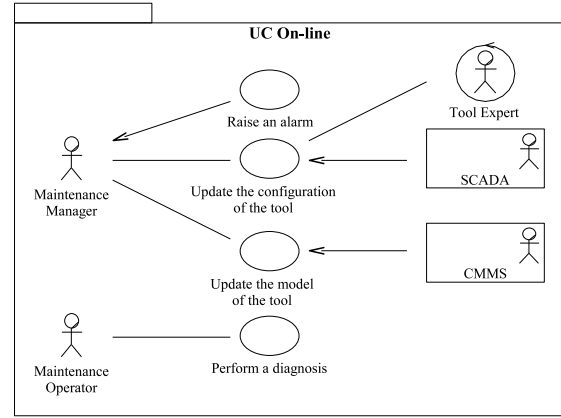 UC On-line
Raise an alarm
Tool Expert
Maintenance
Manager
Update the configuration
of the tool
SCADA
Update the model
of the tool
CMMS
Maintenance
Operator
Perform a diagnosis